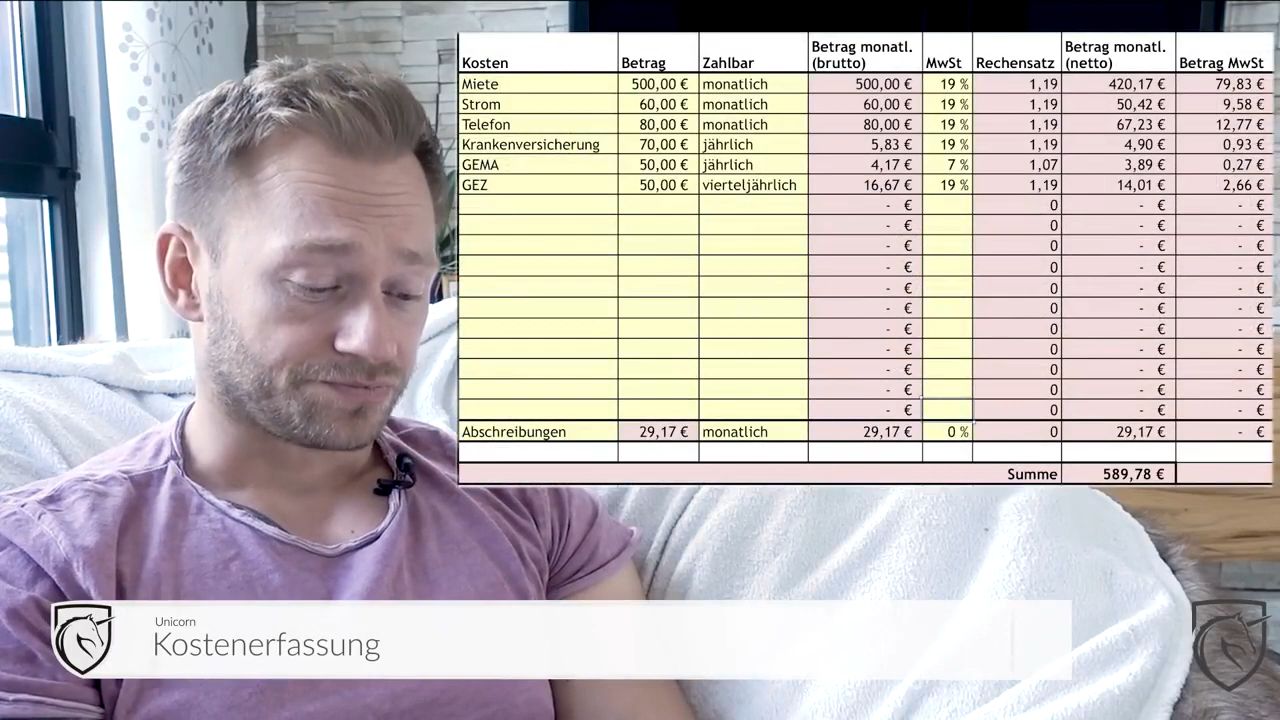 Kosten Betrag Zahlbar Betrag monatl. (brutto) MwSt Rechensatz Betrag monatl. (netto) Betrag MwSt
Miete 500,00 € monatlich 500,00 € 19 % 1,19 420,17 € 79,83 €
Strom 60,00 € monatlich 60,00 € 19 % 1,19 50,42 € 9,58 €
Telefon 80,00 € monatlich 80,00 € 19 % 1,19 67,23 € 12,77 €
Krankenversicherung 70,00 € jährlich 5,83 € 19 % 1,19 4,90 € 0,93 €
GEMA 50,00 € jährlich 4,17 € 7 % 1,07 3,89 € 0,27 €
GEZ 50,00 € vierteljährlich 16,67 € 19 % 1,19 14,01 € 2,66 €
- € 0 - € - €
- € 0 - € - €
- € 0 - € - €
- € 0 - € - €
- € 0 - € - €
- € 0 - € - €
- € 0 - € - €
- € 0 - € - €
- € 0 - € - €
- € 0 - € - €
- € 0 - € - €
Abschreibungen 29,17 € monatlich 29,17 € 0 % 0 29,17 € - €
Summe 589,78 €
Unicorn
Kostenerfassung